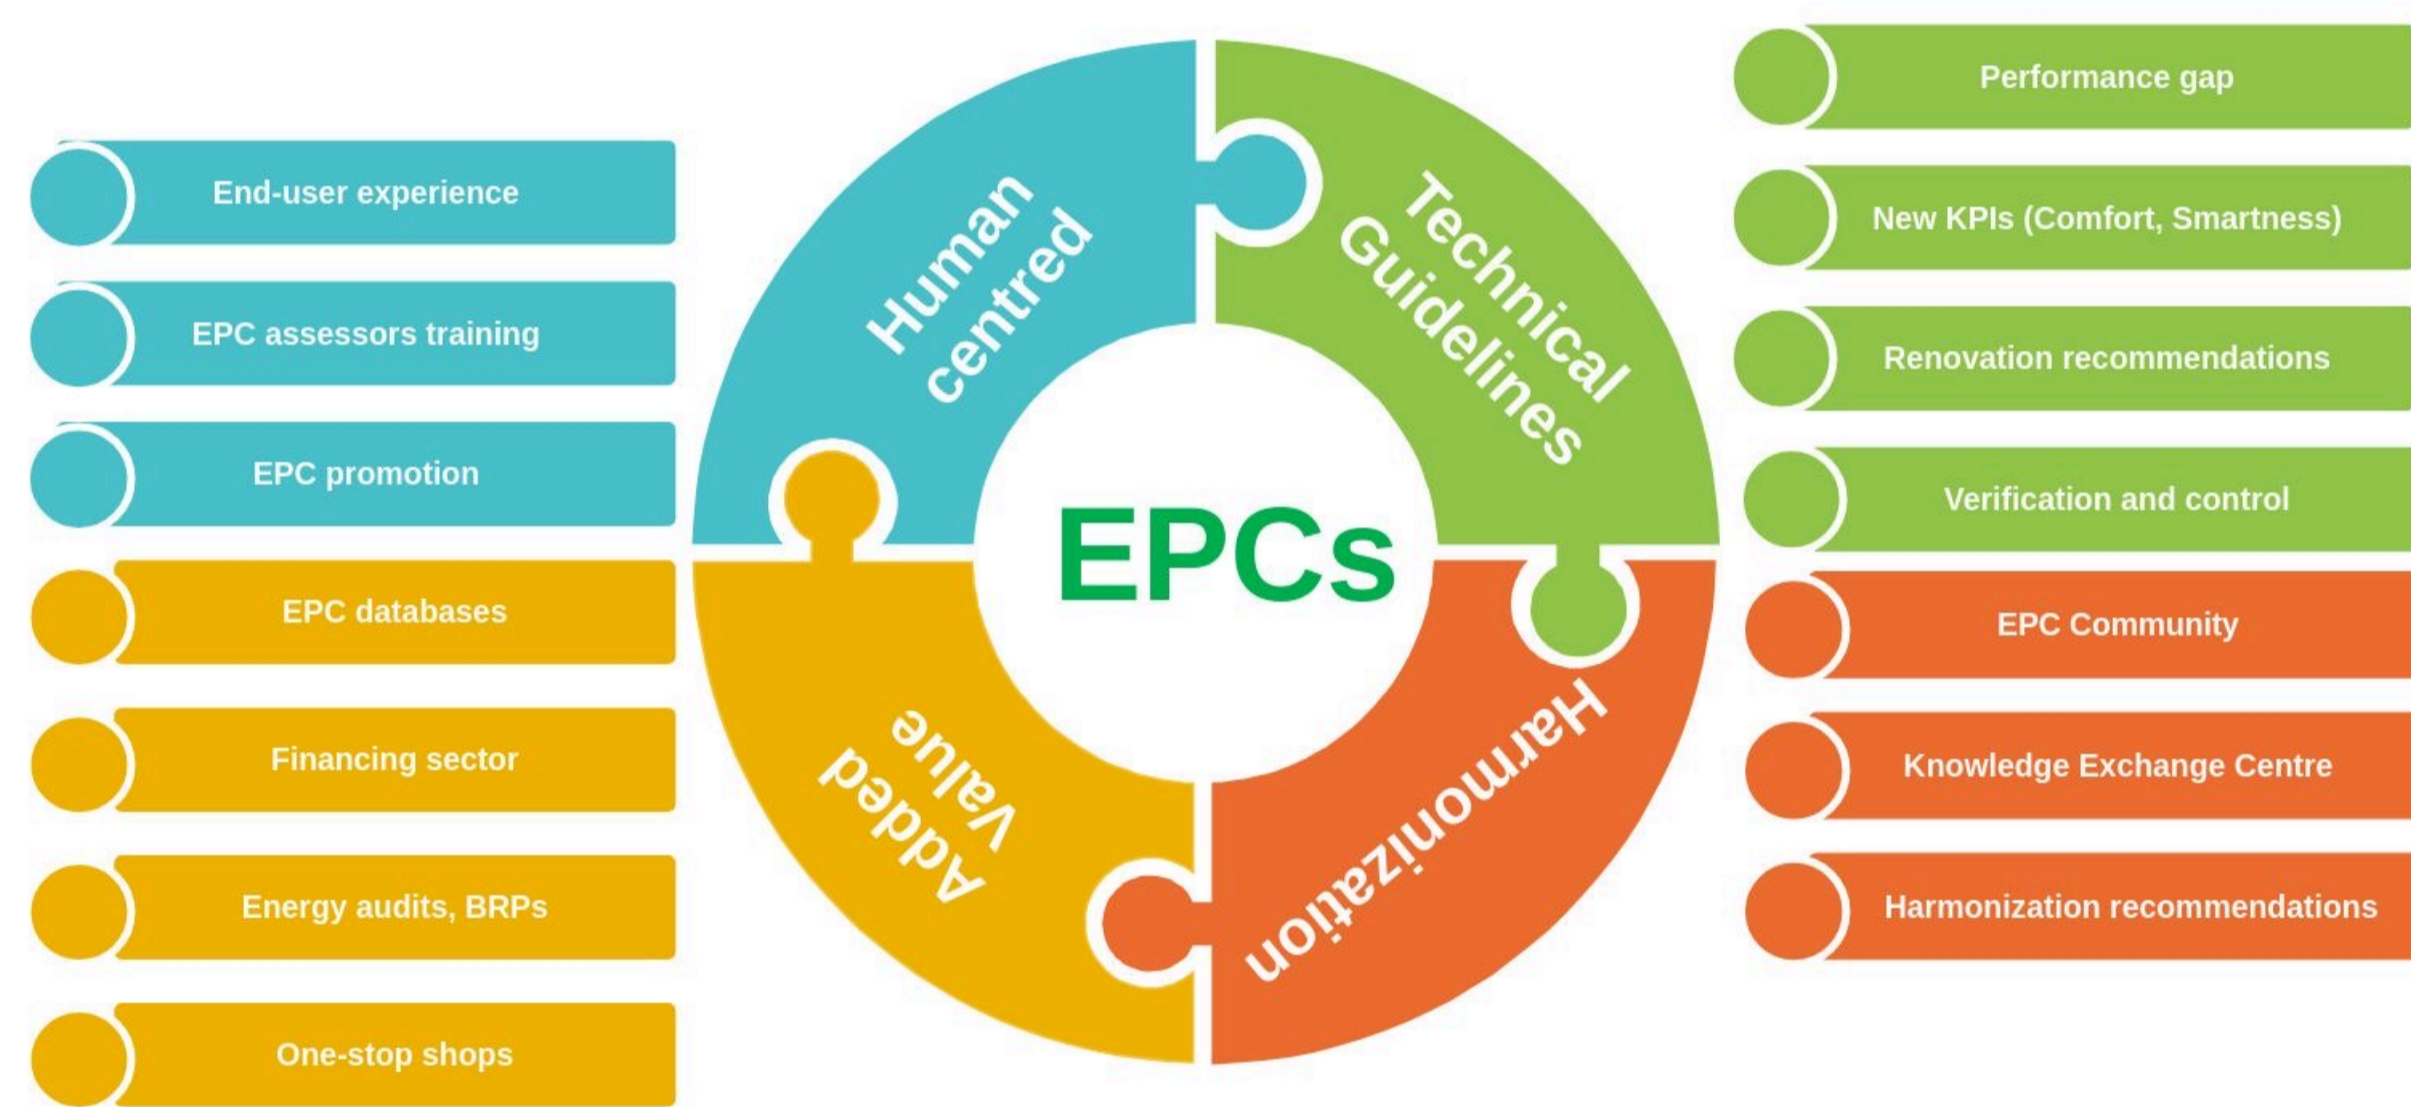 End-user experience
EPC assessors training
EPC promotion
EPC databases
Financing sector
Energy audits, BRPs
One-stop shops
Human
centred
Technical
Guidelines
EPCs
Added
Value
Harmonization
Performance gap
New KPIs (Comfort, Smartness)
Renovation recommendations
Verification and control
EPC Community
Knowledge Exchange Centre
Harmonization recommendations